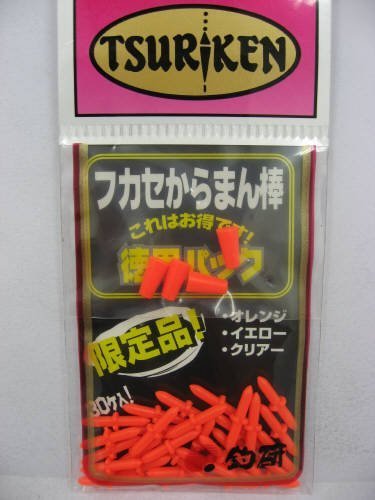 TSURIKEN
フカセからまん棒
これはお得です!
徳用パック
限定品!
・オレンジ
・イエロー
・クリアー
30ケ入!
釣研